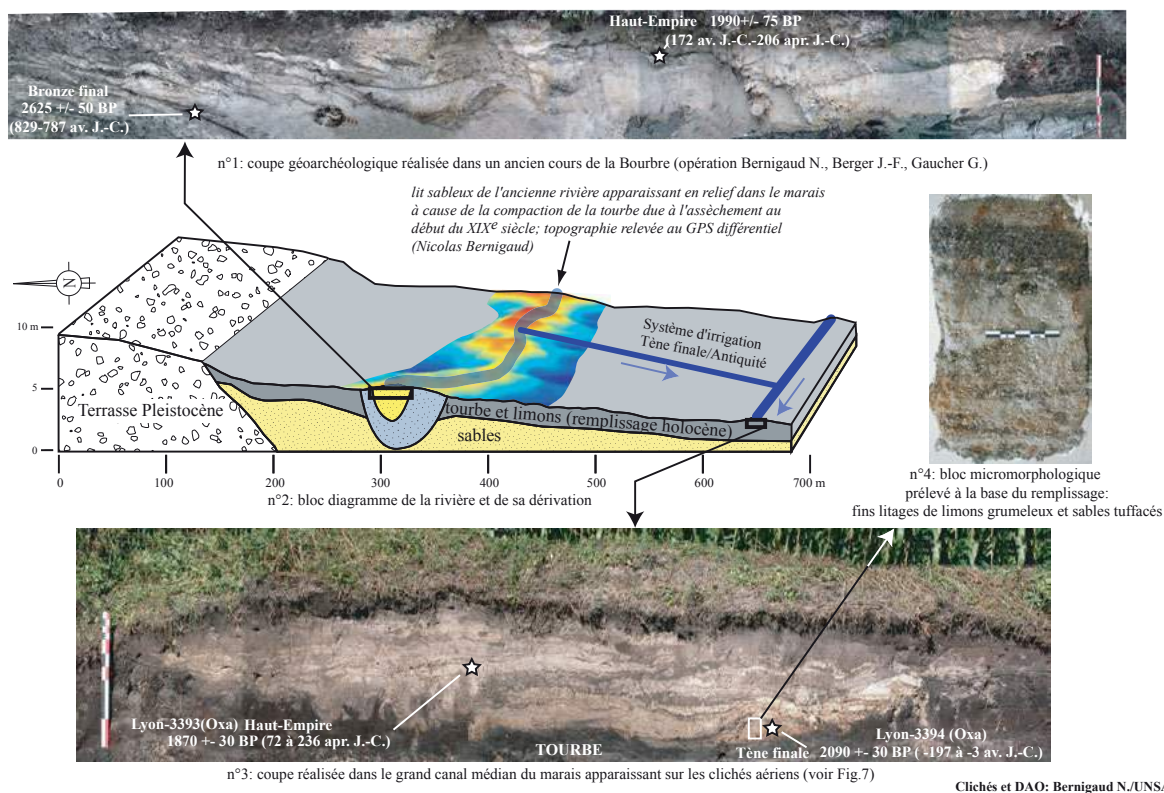 Haut-Empire 1990+/- 75 BP
(172 av. J.-C.-206 apr. J.-C.)
Bronze final
2625 +/- 50 BP
(829-787 av. J.-C.)
n°1: coupe géoarchéologique réalisée dans un ancien cours de la Bourbre (opération Bernigaud N., Berger J.-F., Gaucher G.)
lit sableux de l'ancienne rivière apparaissant en relief dans le marais
à cause de la compaction de la tourbe due à l'assèchement au
début du XIXe siècle; topographie relevée au GPS différentiel
(Nicolas Bernigaud)
N
10 m
5
0
Système d'irrigation
Tène finale/Antiquité
Terrasse Pleistocène
tourbe et limons (remplissage holocène)
sables
0
100
200
300
400
500
600
700 m
n°2: bloc diagramme de la rivière et de sa dérivation
n°4: bloc micromorphologique
prélevé à la base du remplissage:
fins litages de limons grumeleux et sables tuffacés
Lyon-3393(Oxa) Haut-Empire
1870 +- 30 BP (72 à 236 apr. J.-C.)
TOURBE
Lyon-3394 (Oxa)
Tène finale 2090 +- 30 BP ( -197 à -3 av. J.-C.)
n°3: coupe réalisée dans le grand canal médian du marais apparaissant sur les clichés aériens (voir Fig.7)
Clichés et DAO: Bernigaud N./UNSA